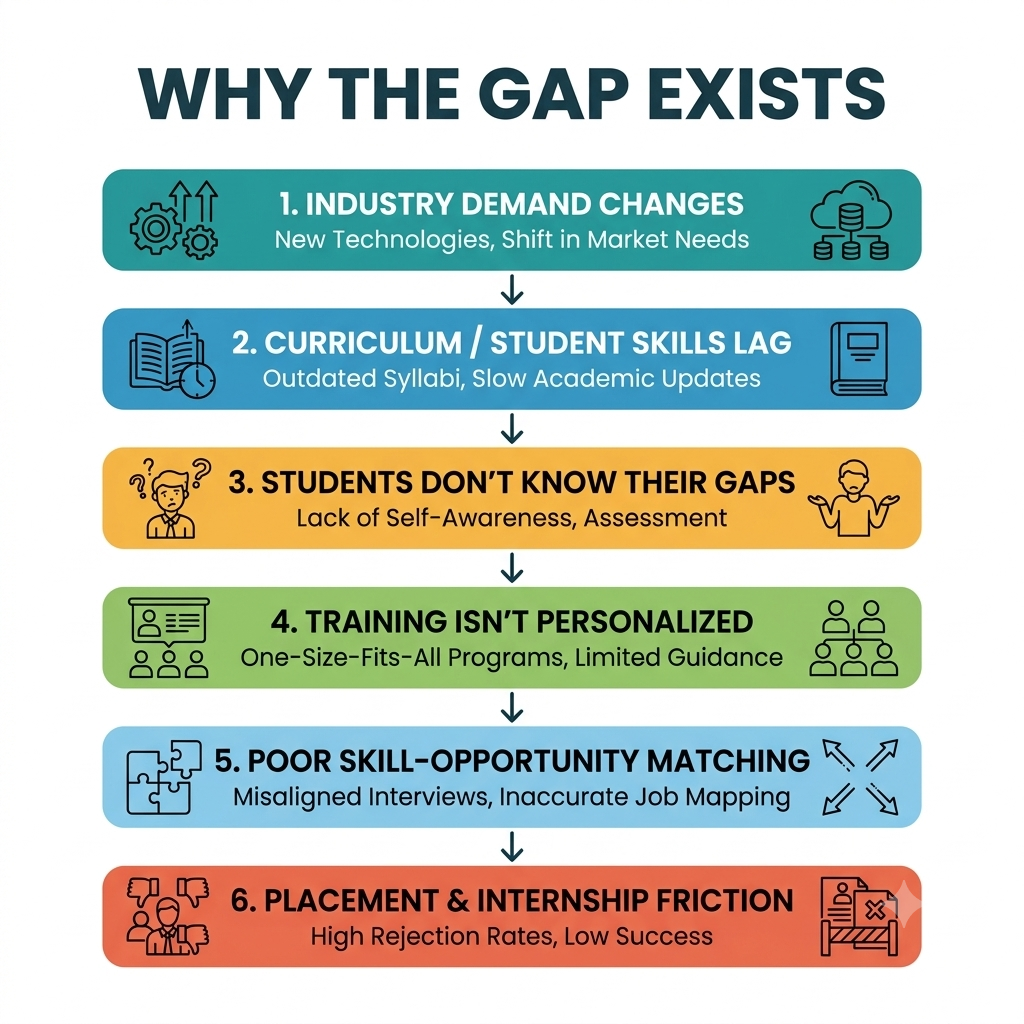 WHY THE GAP EXISTS
1. INDUSTRY DEMAND CHANGES
New Technologies, Shift in Market Needs
2. CURRICULUM / STUDENT SKILLS LAG
Outdated Syllabi, Slow Academic Updates
3. STUDENTS DON’T KNOW THEIR GAPS
Lack of Self-Awareness, Assessment
4. TRAINING ISN’T PERSONALIZED
One-Size-Fits-All Programs, Limited Guidance
5. POOR SKILL-OPPORTUNITY MATCHING
Misaligned Interviews, Inaccurate Job Mapping
6. PLACEMENT & INTERNSHIP FRICTION
High Rejection Rates, Low Success